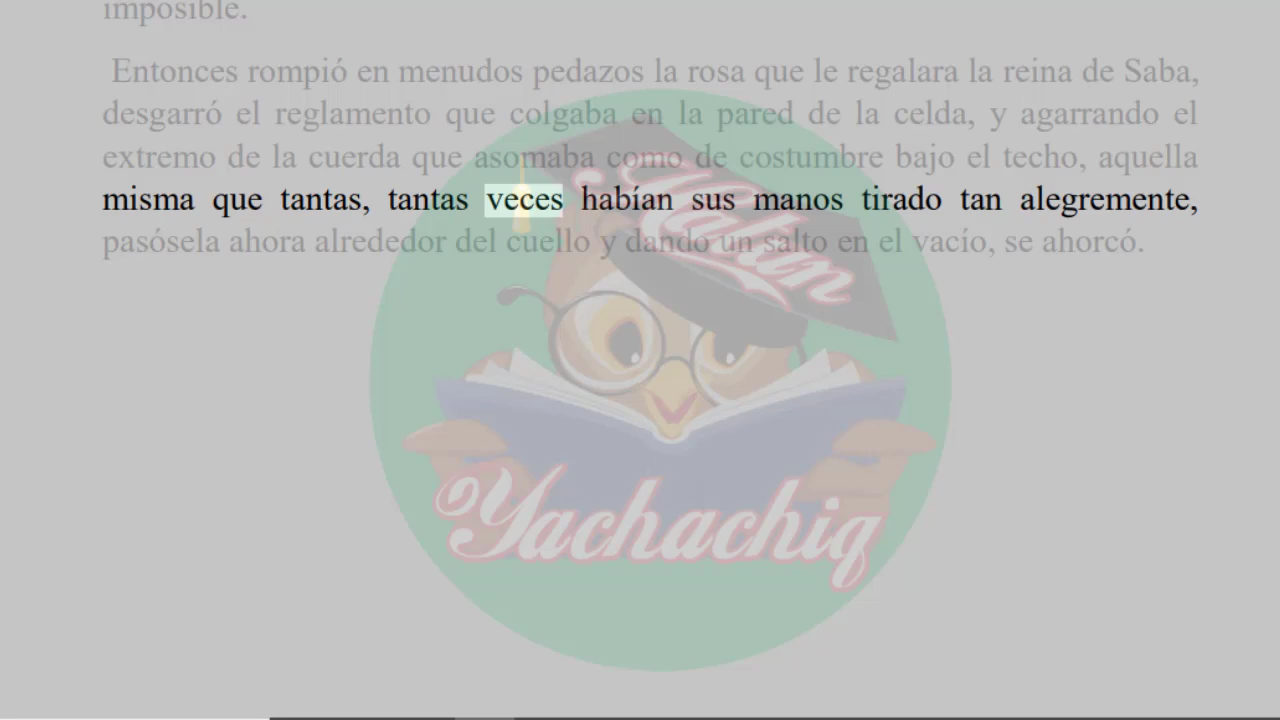 imposible.
Entonces rompió en menudos pedazos la rosa que le regalara la reina de Saba,
desgarró el reglamento que colgaba en la pared de la celda, y agarrando el
extremo de la cuerda que asomaba como de costumbre bajo el techo, aquella
misma que tantas, tantas veces habían sus manos tirado tan alegremente,
pasósela ahora alrededor del cuello y dando un salto en el vacío, se ahorcó.
Yachachiq